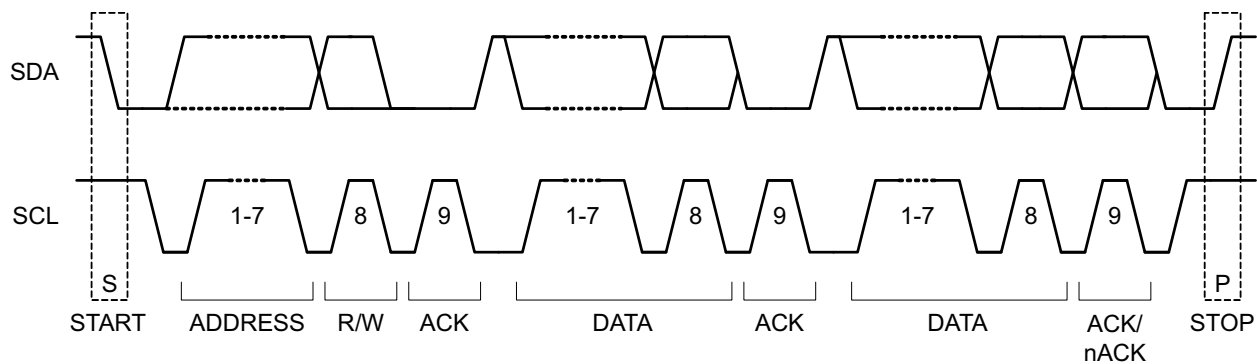 SDA
SCL
1-7
8
9
1-7
8
9
1-7
8
9
S
P
START
ADDRESS
R/W
ACK
DATA
ACK
DATA
ACK/
nACK
STOP